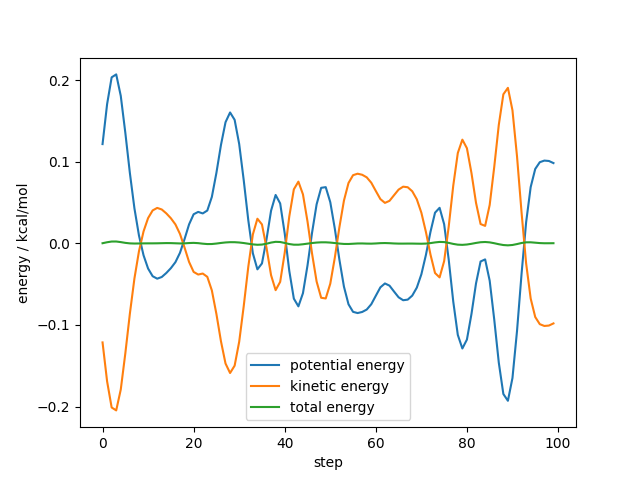 0.2
0.1
0.0
−0.1
−0.2
energy / kcal/mol
potential energy
kinetic energy
total energy
0 20 40 60 80 100
step